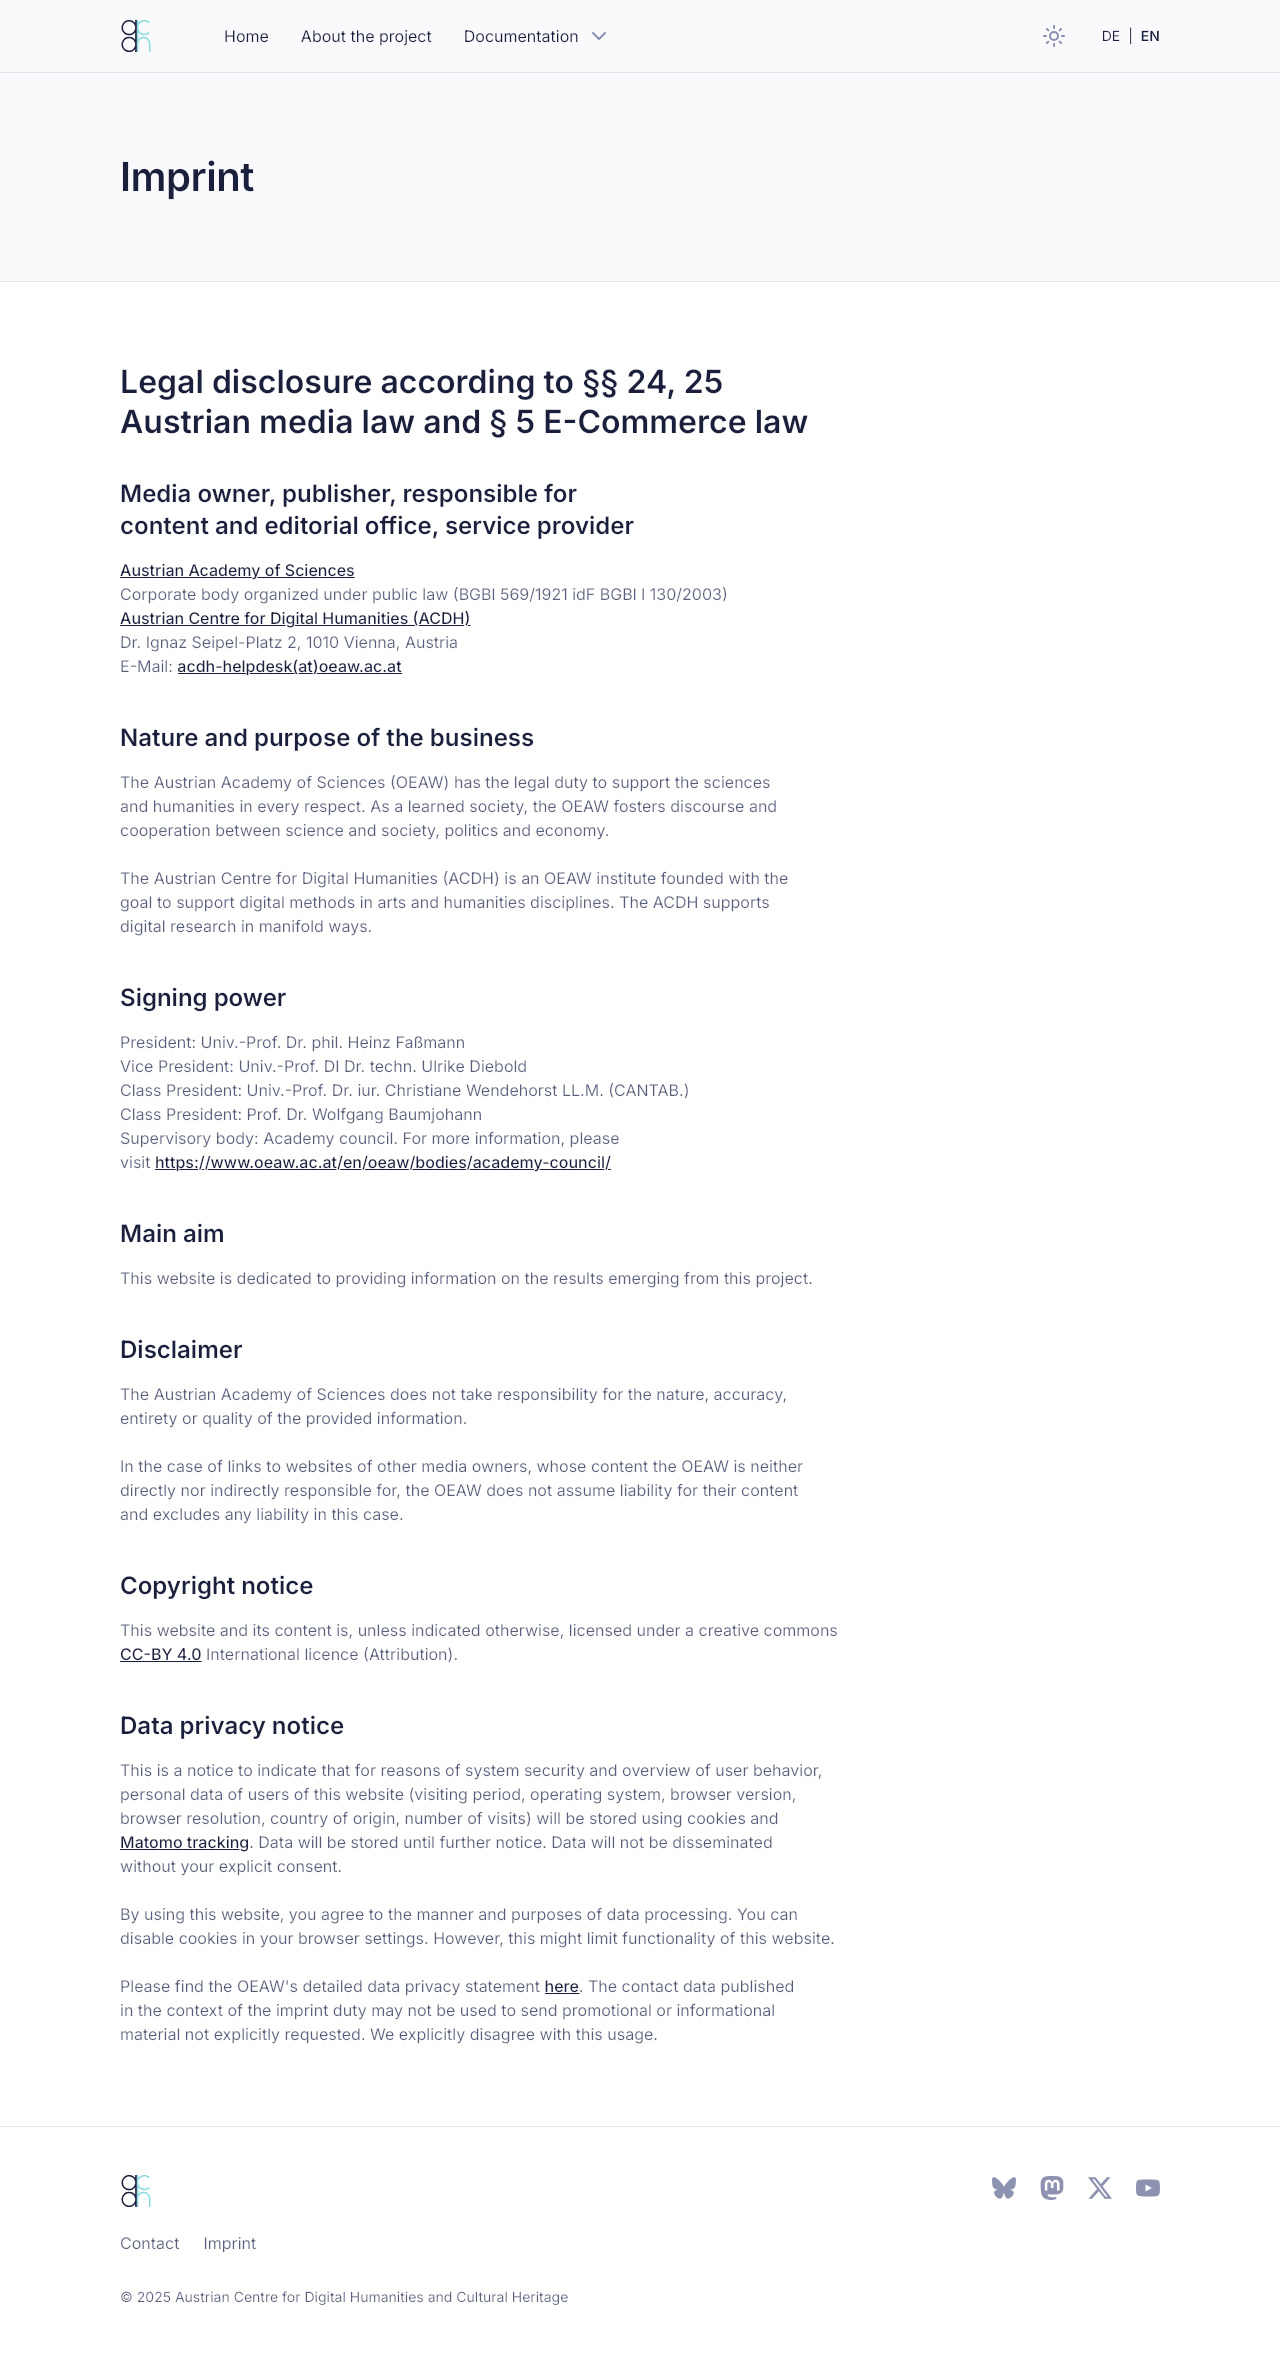 Home About the project Documentation DE | EN
Imprint
Legal disclosure according to §§ 24, 25
Austrian media law and § 5 E-Commerce law
Media owner, publisher, responsible for
content and editorial office, service provider
Austrian Academy of Sciences
Corporate body organized under public law (BGBl 569/1921 idF BGBl I 130/2003)
Austrian Centre for Digital Humanities (ACDH)
Dr. Ignaz Seipel-Platz 2, 1010 Vienna, Austria
E-Mail: acdh-helpdesk(at)oeaw.ac.at
Nature and purpose of the business
The Austrian Academy of Sciences (OEAW) has the legal duty to support the sciences
and humanities in every respect. As a learned society, the OEAW fosters discourse and
cooperation between science and society, politics and economy.
The Austrian Centre for Digital Humanities (ACDH) is an OEAW institute founded with the
goal to support digital methods in arts and humanities disciplines. The ACDH supports
digital research in manifold ways.
Signing power
President: Univ.-Prof. Dr. phil. Heinz Faßmann
Vice President: Univ.-Prof. DI Dr. techn. Ulrike Diebold
Class President: Univ.-Prof. Dr. iur. Christiane Wendehorst LL.M. (CANTAB.)
Class President: Prof. Dr. Wolfgang Baumjohann
Supervisory body: Academy council. For more information, please
visit https://www.oeaw.ac.at/en/oeaw/bodies/academy-council/
Main aim
This website is dedicated to providing information on the results emerging from this project.
Disclaimer
The Austrian Academy of Sciences does not take responsibility for the nature, accuracy,
entirety or quality of the provided information.
In the case of links to websites of other media owners, whose content the OEAW is neither
directly nor indirectly responsible for, the OEAW does not assume liability for their content
and excludes any liability in this case.
Copyright notice
This website and its content is, unless indicated otherwise, licensed under a creative commons
CC-BY 4.0 International licence (Attribution).
Data privacy notice
This is a notice to indicate that for reasons of system security and overview of user behavior,
personal data of users of this website (visiting period, operating system, browser version,
browser resolution, country of origin, number of visits) will be stored using cookies and
Matomo tracking. Data will be stored until further notice. Data will not be disseminated
without your explicit consent.
By using this website, you agree to the manner and purposes of data processing. You can
disable cookies in your browser settings. However, this might limit functionality of this website.
Please find the OEAW's detailed data privacy statement here. The contact data published
in the context of the imprint duty may not be used to send promotional or informational
material not explicitly requested. We explicitly disagree with this usage.
Contact Imprint
© 2025 Austrian Centre for Digital Humanities and Cultural Heritage